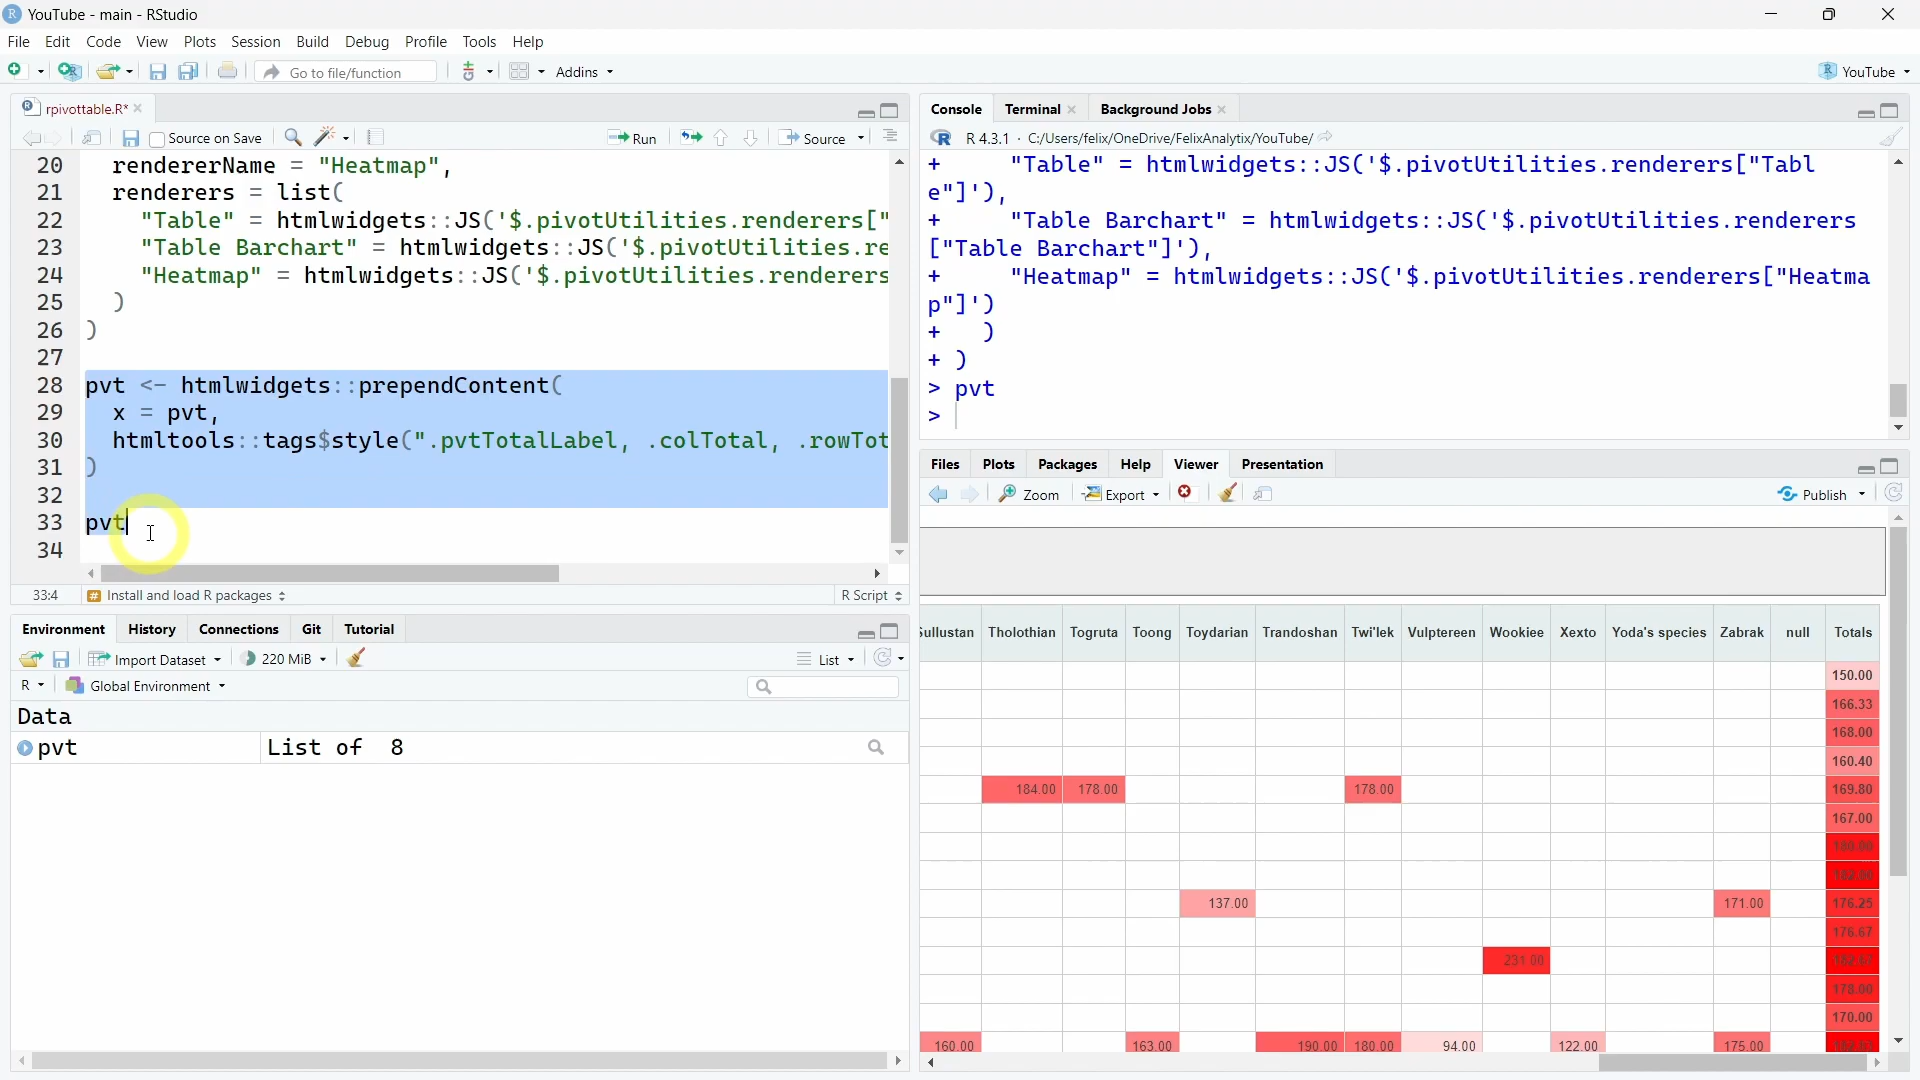 YouTube - main - RStudio
File Edit Code View Plots Session Build Debug Profile Tools Help
Go to file/function
Addins
YouTube
rpivottable.R*
Source on Save
Run
Source
20 rendererName = "Heatmap",
21 renderers = list(
22 "Table" = htmlwidgets::JS('$.pivotUtilities.renderers["
23 "Table Barchart" = htmlwidgets::JS('$.pivotUtilities.re
24 "Heatmap" = htmlwidgets::JS('$.pivotUtilities.renderers
25 )
26 )
27
28 pvt <- htmlwidgets::prependContent(
29 x = pvt,
30 htmltools::tags$style(".pvtTotalLabel, .colTotal, .rowTot
31 )
32
33 pvt
34
33:4 # Install and load R packages R Script
Environment History Connections Git Tutorial
Import Dataset 220 MiB List
R Global Environment
Data
pvt List of 8
Console Terminal Background Jobs
R 4.3.1 · C:/Users/felix/OneDrive/FelixAnalytix/YouTube/
+ "Table" = htmlwidgets::JS('$.pivotUtilities.renderers["Tabl
e"]'),
+ "Table Barchart" = htmlwidgets::JS('$.pivotUtilities.renderers
["Table Barchart"]'),
+ "Heatmap" = htmlwidgets::JS('$.pivotUtilities.renderers["Heatma
p"]')
+ )
+ )
> pvt
>
Files Plots Packages Help Viewer Presentation
Zoom Export Publish
Sullustan Tholothian Togruta Toong Toydarian Trandoshan Twi'lek Vulptereen Wookiee Xexto Yoda's species Zabrak null Totals
150.00
166.33
168.00
160.40
184.00 178.00 178.00 169.80
167.00
180.00
137.00 171.00 176.25
176.67
231.00
178.00
170.00
160.00 163.00 190.00 180.00 94.00 122.00 175.00